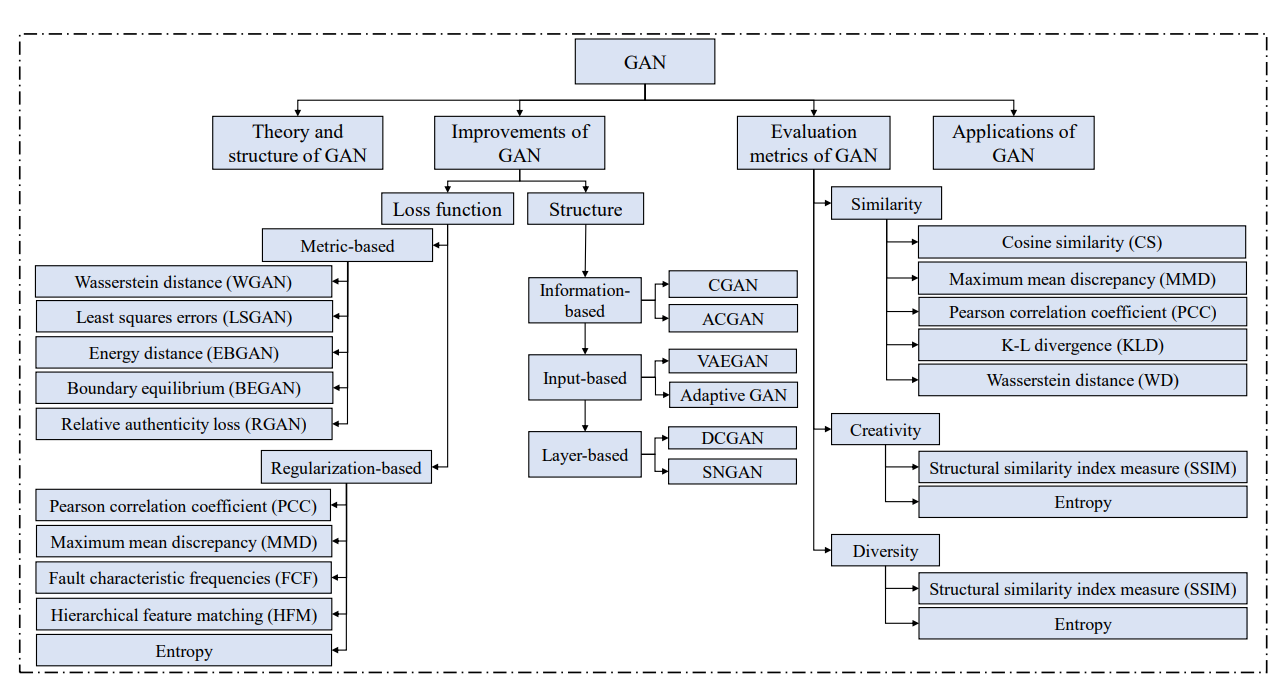 GAN
Theory and
structure of GAN
Improvements of
GAN
Evaluation
metrics of GAN
Applications of
GAN
Loss function
Structure
Metric-based
Wasserstein distance (WGAN)
Least squares errors (LSGAN)
Energy distance (EBGAN)
Boundary equilibrium (BEGAN)
Relative authenticity loss (RGAN)
Regularization-based
Pearson correlation coefficient (PCC)
Maximum mean discrepancy (MMD)
Fault characteristic frequencies (FCF)
Hierarchical feature matching (HFM)
Entropy
Information-
based
CGAN
ACGAN
Input-based
VAEGAN
Adaptive GAN
Layer-based
DCGAN
SNGAN
Similarity
Cosine similarity (CS)
Maximum mean discrepancy (MMD)
Pearson correlation coefficient (PCC)
K-L divergence (KLD)
Wasserstein distance (WD)
Creativity
Structural similarity index measure (SSIM)
Entropy
Diversity
Structural similarity index measure (SSIM)
Entropy